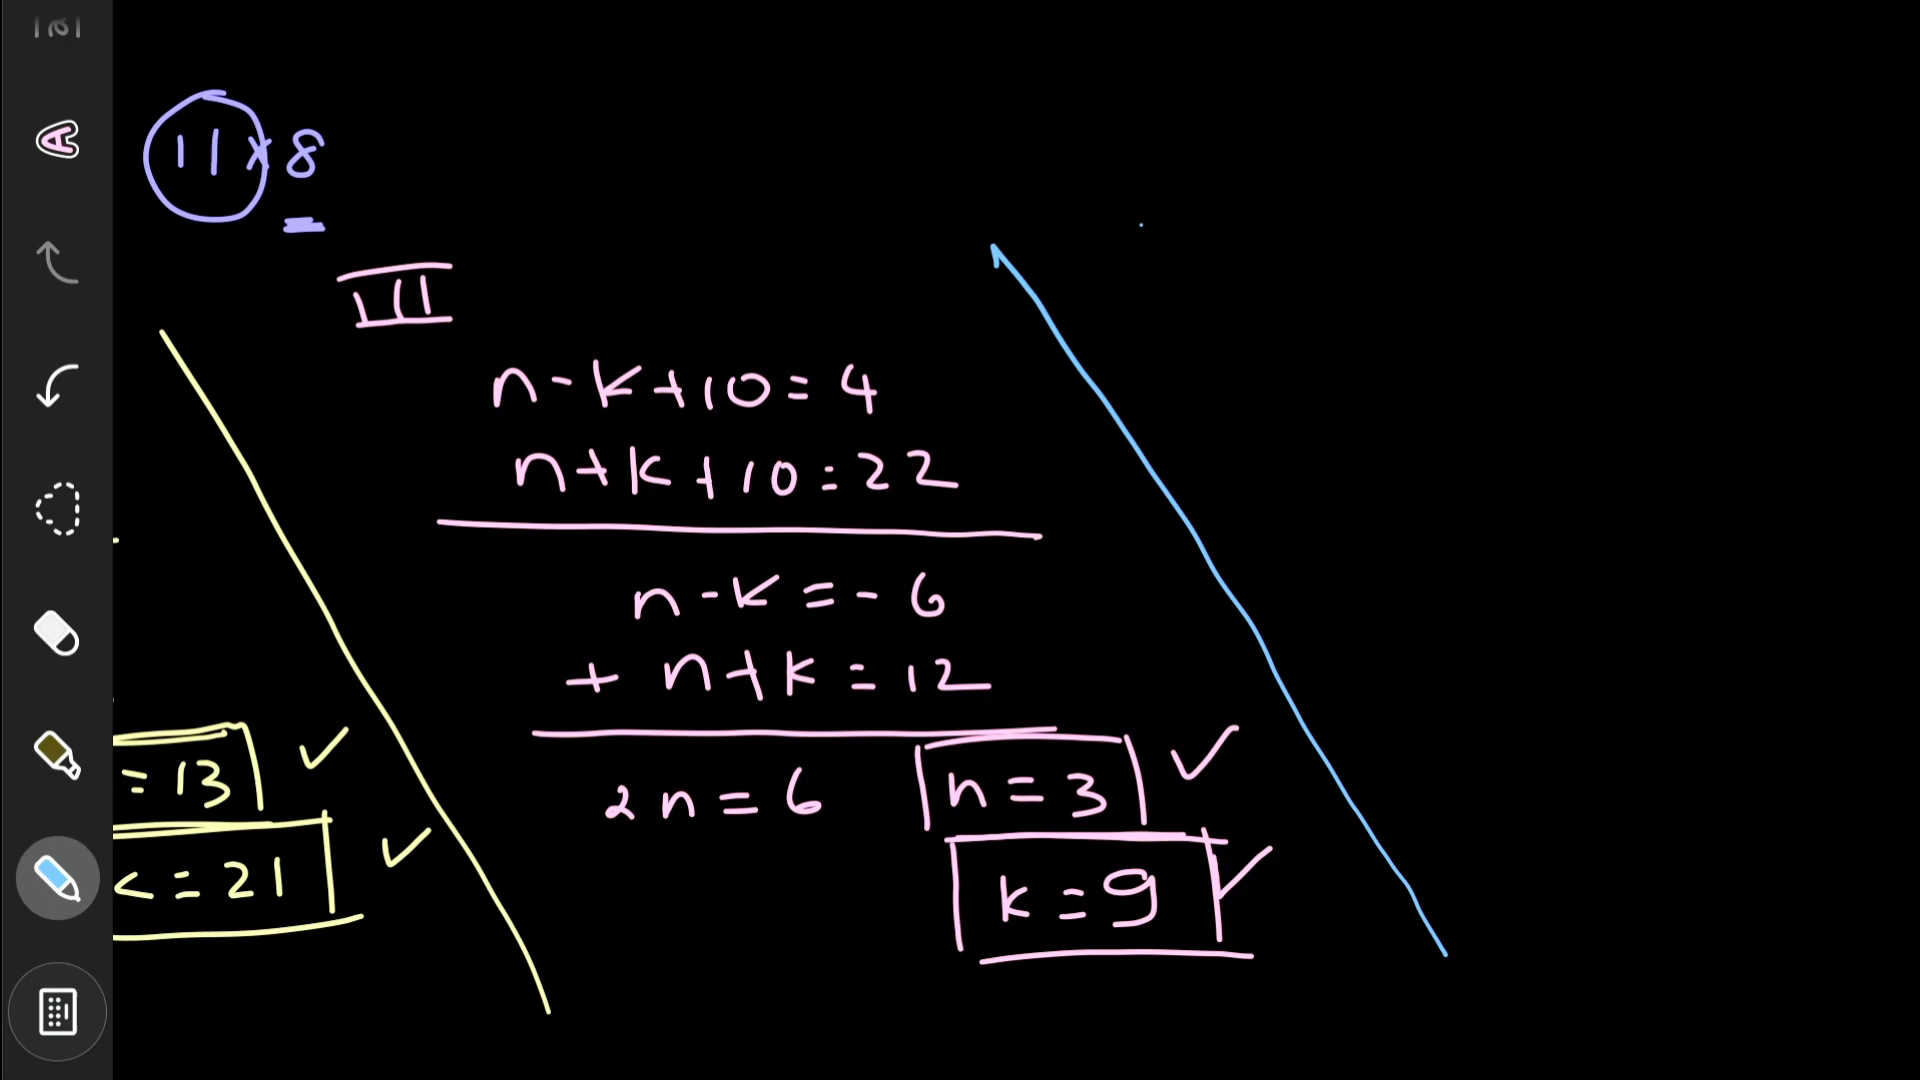 11×8
III
n-k+10=4
n+k+10=22
n-k=-6
+ n+k=12
=13
2n=6
n=3
k=21
k=9